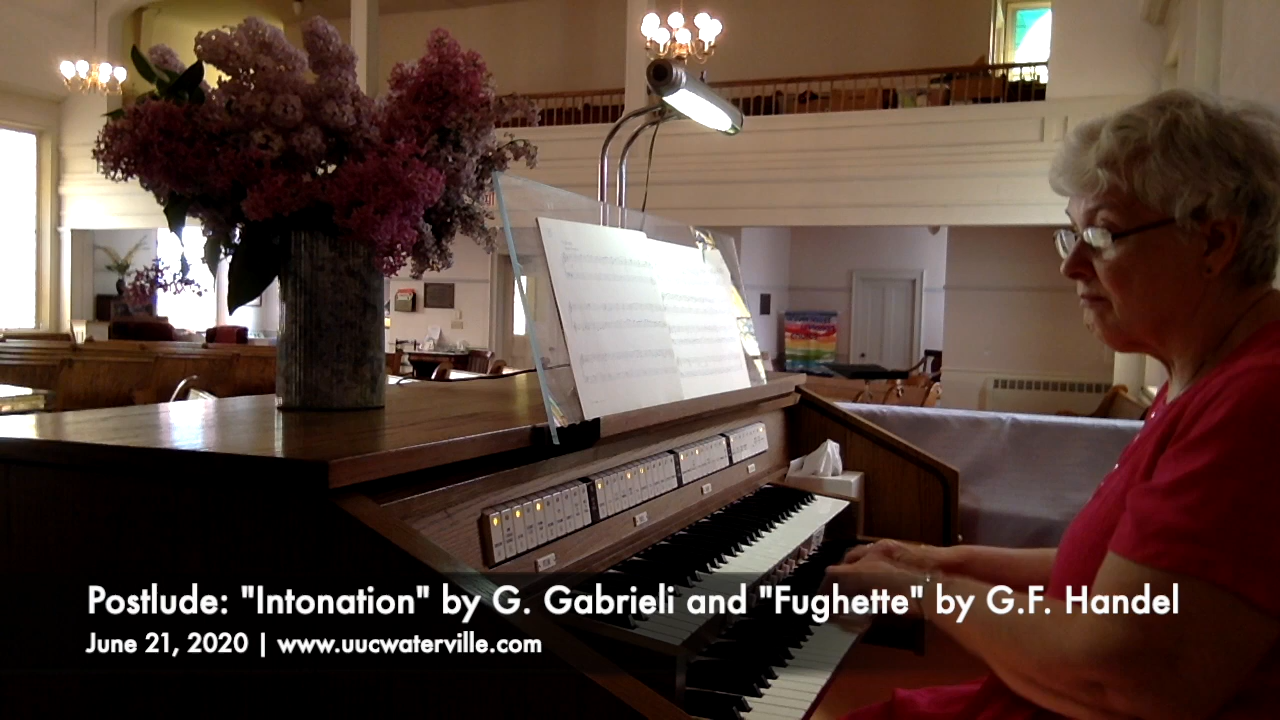 Postlude: "Intonation" by G. Gabrieli and "Fughette" by G.F. Handel
June 21, 2020 | www.uucwaterville.com